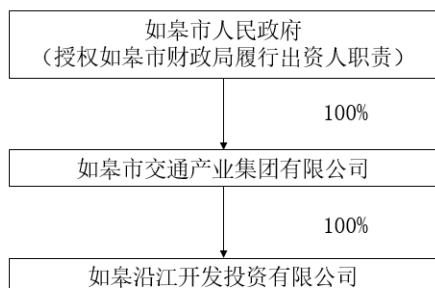 如皋市人民政府
（授权如皋市财政局履行出资人职责）
100%
如皋市交通产业集团有限公司
100%
如皋沿江开发投资有限公司